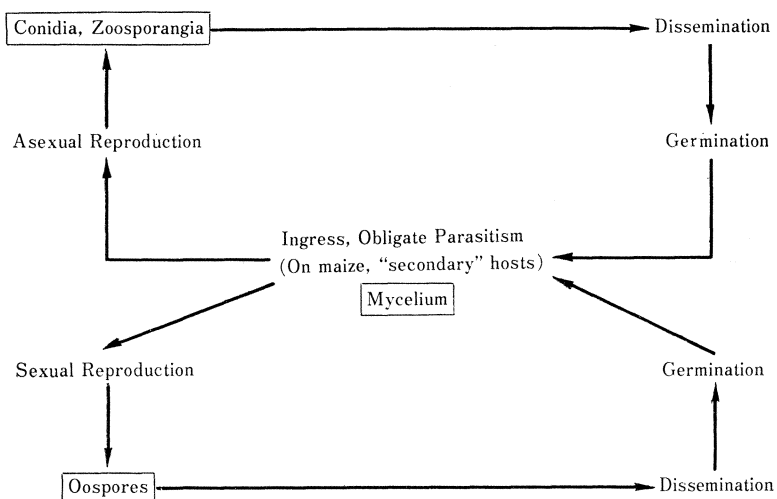 Conidia, Zoosporangia
Dissemination
Asexual Reproduction
Germination
Ingress, Obligate Parasitism
(On maize, “secondary” hosts)
Mycelium
Sexual Reproduction
Germination
Oospores
Dissemination